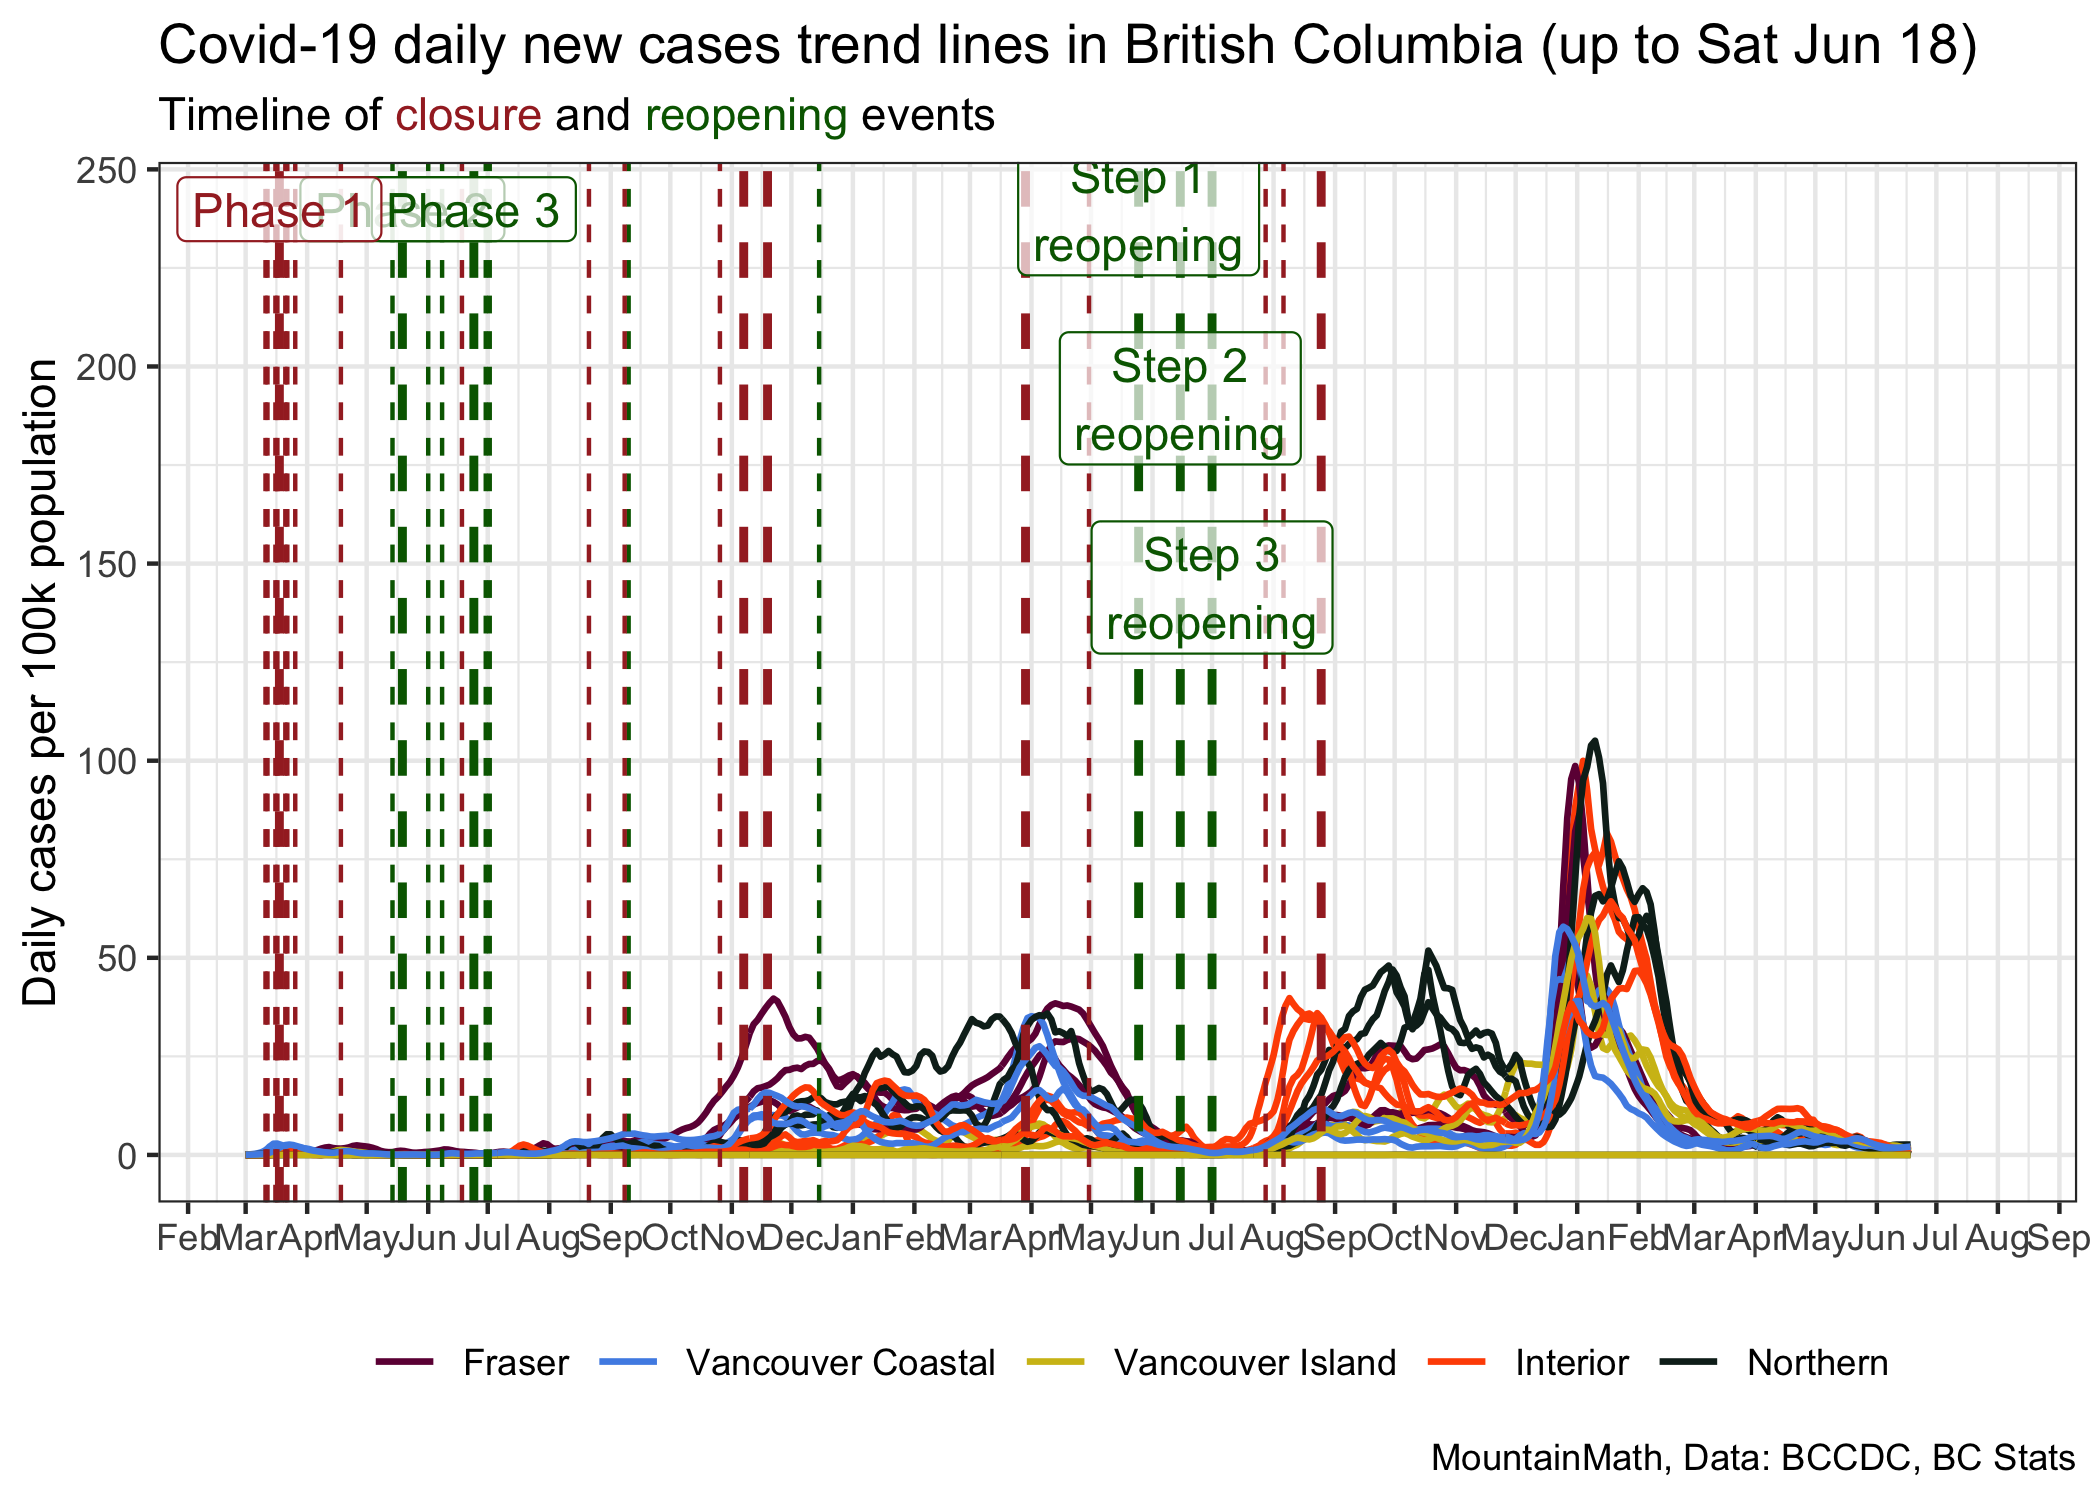 Covid-19 daily new cases trend lines in British Columbia (up to Sat Jun 18)
Timeline of closure and reopening events
Daily cases per 100k population
250
200
150
100
50
0
Phase 1
Phase 2
Phase 3
Step 1
reopening
Step 2
reopening
Step 3
reopening
Feb Mar Apr May Jun Jul Aug Sep Oct Nov Dec Jan Feb Mar Apr May Jun Jul Aug Sep Oct Nov Dec Jan Feb Mar Apr May Jun Jul Aug Sep
Fraser Vancouver Coastal Vancouver Island Interior Northern
MountainMath, Data: BCCDC, BC Stats